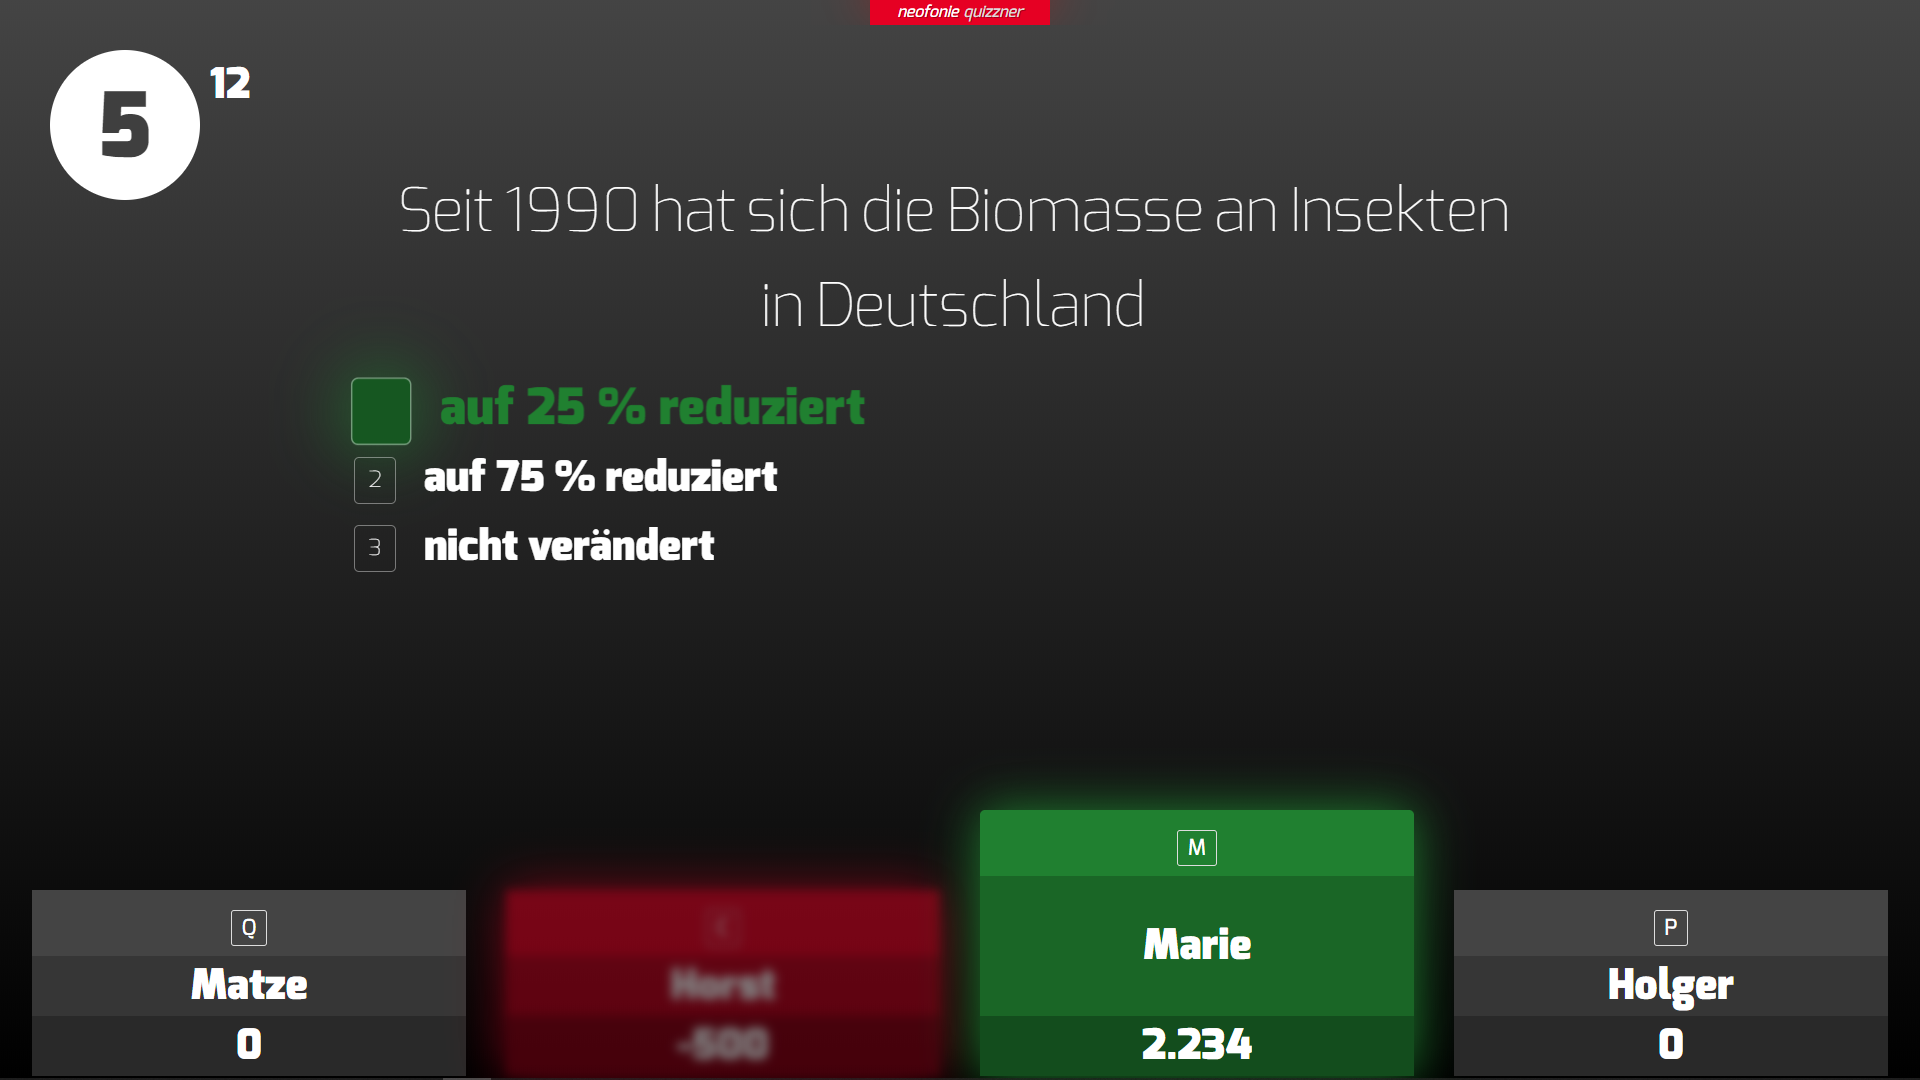 neofonie quizzner
5 12
Seit 1990 hat sich die Biomasse an Insekten
in Deutschland
auf 25 % reduziert
2 auf 75 % reduziert
3 nicht verändert
Q
Matze
0
Horst
-500
M
Marie
2.234
P
Holger
0